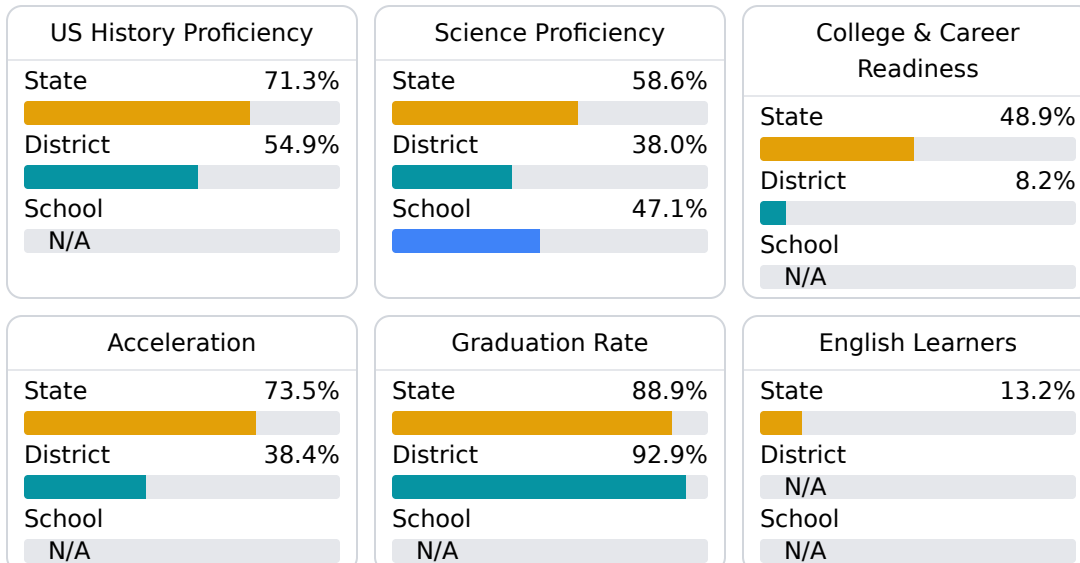 US History Proficiency
State 71.3%
District 54.9%
School
N/A
Science Proficiency
State 58.6%
District 38.0%
School 47.1%
College & Career
Readiness
State 48.9%
District 8.2%
School
N/A
Acceleration
State 73.5%
District 38.4%
School
N/A
Graduation Rate
State 88.9%
District 92.9%
School
N/A
English Learners
State 13.2%
District
N/A
School
N/A